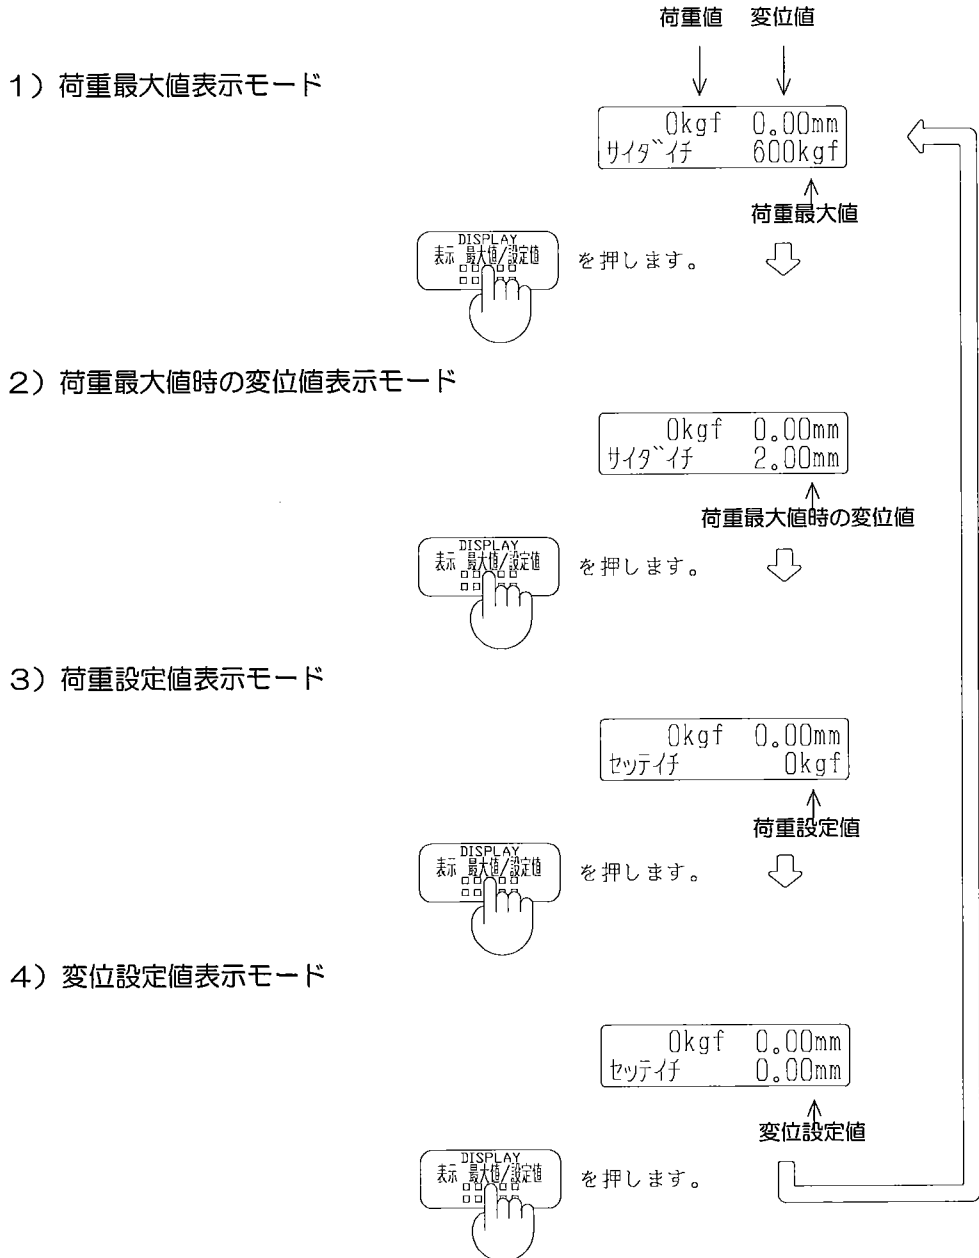 荷重値 変位値
1) 荷重最大値表示モード
0kgf 0.00mm
サイダイチ 600kgf
荷重最大値
DISPLAY
表示 最大値/設定値
を押します。
2) 荷重最大値時の変位値表示モード
0kgf 0.00mm
サイダイチ 2.00mm
荷重最大値時の変位値
DISPLAY
表示 最大値/設定値
を押します。
3) 荷重設定値表示モード
0kgf 0.00mm
セッテイチ 0kgf
荷重設定値
DISPLAY
表示 最大値/設定値
を押します。
4) 変位設定値表示モード
0kgf 0.00mm
セッテイチ 0.00mm
変位設定値
DISPLAY
表示 最大値/設定値
を押します。